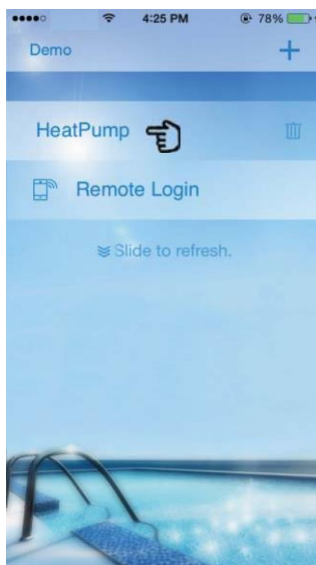 4:25 PM 78%
Demo +
HeatPump
Remote Login
Slide to refresh.